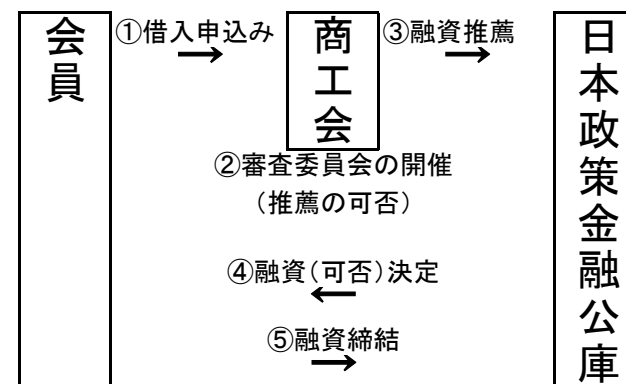 会員
①借入申込み
商工会
③融資推薦
日本政策金融公庫
②審査委員会の開催
（推薦の可否）
④融資（可否）決定
⑤融資締結